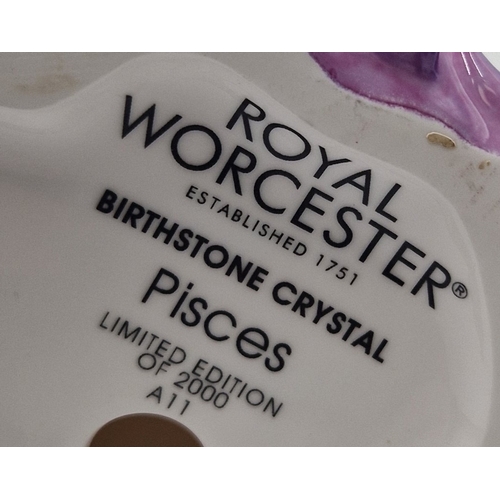 ROYAL
WORCESTER®
ESTABLISHED 1751
BIRTHSTONE CRYSTAL
Pisces
LIMITED EDITION
OF 2000
A11